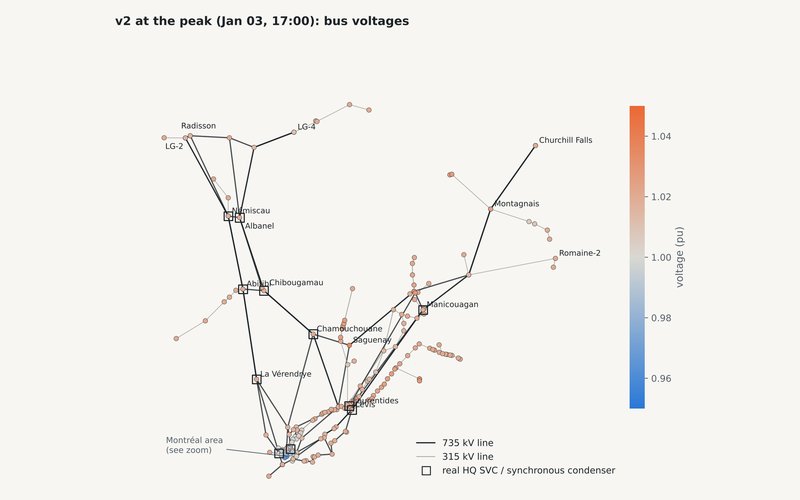 v2 at the peak (Jan 03, 17:00): bus voltages
LG-4
Radisson
LG-2
Churchill Falls
1.04
Némiscau
Albanel
Montnais
1.02
Romaine-2
voltage (pu)
1.00
Abitibi
Chibougamau
Manicouagan
0.98
Chamouchouane
Saguenay
La Vérendrye
0.96
Laurentides
Lévis
Montréal area
(see zoom)
735 kV line
315 kV line
real HQ SVC / synchronous condenser